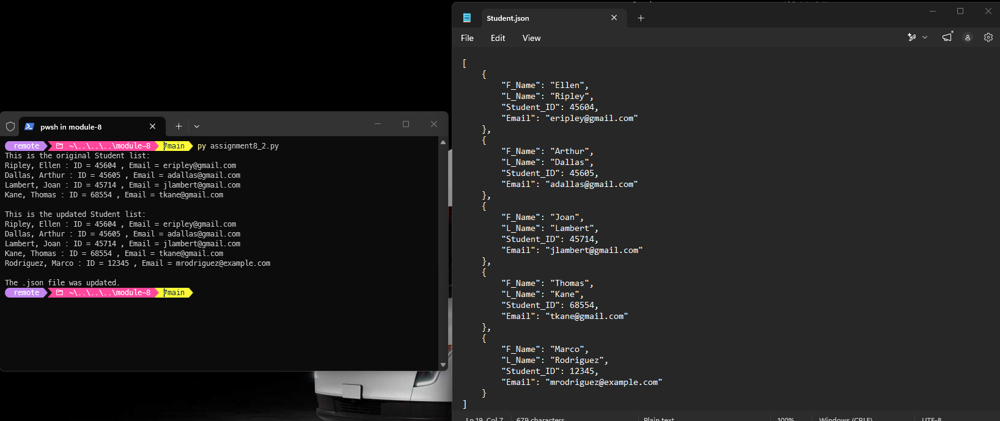 pwsh in module-8
remote ~\..\..\..\module-8 main py assignment8_2.py
This is the original Student list:
Ripley, Ellen : ID = 45604 , Email = eripley@gmail.com
Dallas, Arthur : ID = 45605 , Email = adallas@gmail.com
Lambert, Joan : ID = 45714 , Email = jlambert@gmail.com
Kane, Thomas : ID = 68554 , Email = tkane@gmail.com
This is the updated Student list:
Ripley, Ellen : ID = 45604 , Email = eripley@gmail.com
Dallas, Arthur : ID = 45605 , Email = adallas@gmail.com
Lambert, Joan : ID = 45714 , Email = jlambert@gmail.com
Kane, Thomas : ID = 68554 , Email = tkane@gmail.com
Rodriguez, Marco : ID = 12345 , Email = mrodriguez@example.com
The .json file was updated.
remote ~\..\..\..\module-8 main
Student.json
File Edit View
[
{
"F_Name": "Ellen",
"L_Name": "Ripley",
"Student_ID": 45604,
"Email": "eripley@gmail.com"
},
{
"F_Name": "Arthur",
"L_Name": "Dallas",
"Student_ID": 45605,
"Email": "adallas@gmail.com"
},
{
"F_Name": "Joan",
"L_Name": "Lambert",
"Student_ID": 45714,
"Email": "jlambert@gmail.com"
},
{
"F_Name": "Thomas",
"L_Name": "Kane",
"Student_ID": 68554,
"Email": "tkane@gmail.com"
},
{
"F_Name": "Marco",
"L_Name": "Rodriguez",
"Student_ID": 12345,
"Email": "mrodriguez@example.com"
}
]
Ln 19, Col 7 679 characters Plain text 100% Windows (CRLF) UTF-8